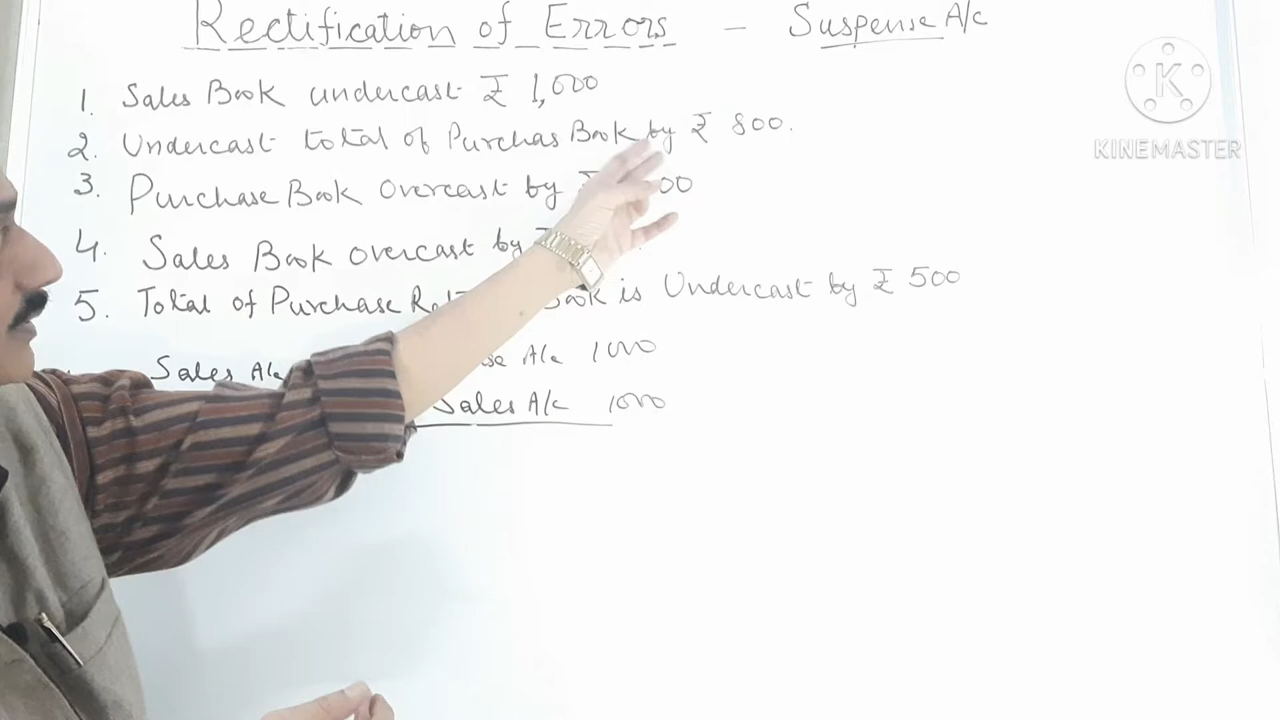 Rectification of Errors - Suspense A/c
1. Sales Book undercast ₹ 1,000
2. Undercast total of Purchas Book by ₹ 800.
3. Purchase Book Overcast by
4. Sales Book overcast by
5. Total of Purchase Book is Undercast by ₹ 500
Sales A/c A/c 1000
Sales A/c 1000
K
KINEMASTER